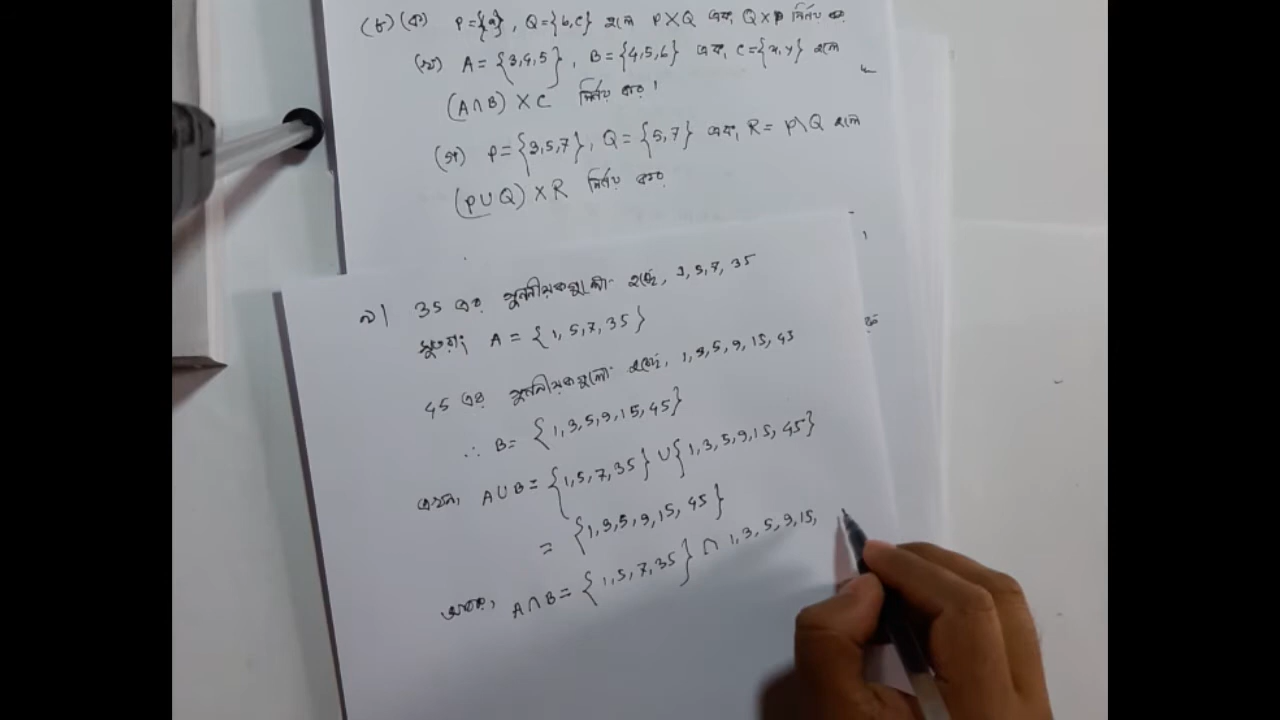 (৮) (ক) P={a}, Q={b,c} হলে P×Q এবং Q×P নির্ণয় কর
(খ) A = {3,4,5}, B = {4,5,6} এবং C={x,y} হলে
(A∩B) × C নির্ণয় কর।
(গ) P={3,5,7}, Q = {5,7} এবং R = P\Q হলে
(P∪Q) × R নির্ণয় কর
৯| 35 এর গুননীয়কগুলো হচ্ছে, 1,5,7,35
সুতরাং A = {1,5,7,35}
45 এর গুননীয়কগুলো হচ্ছে, 1,3,5,9,15,45
∴ B= {1,3,5,9,15,45}
এখন, A∪B= {1,5,7,35} ∪ {1,3,5,9,15,45}
= {1,3,5,9,15,45}
আবার, A∩B= {1,5,7,35} ∩ 1,3,5,9,15,